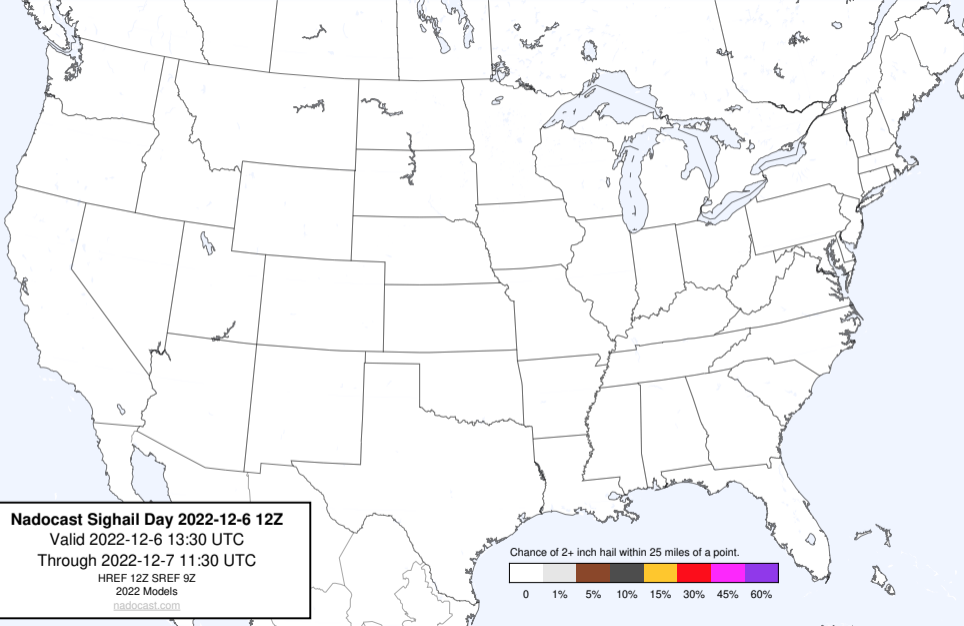 Nadocast Sighail Day 2022-12-6 12Z
Valid 2022-12-6 13:30 UTC
Through 2022-12-7 11:30 UTC
HREF 12Z SREF 9Z
2022 Models
nadocast.com
Chance of 2+ inch hail within 25 miles of a point.
0 1% 5% 10% 15% 30% 45% 60%